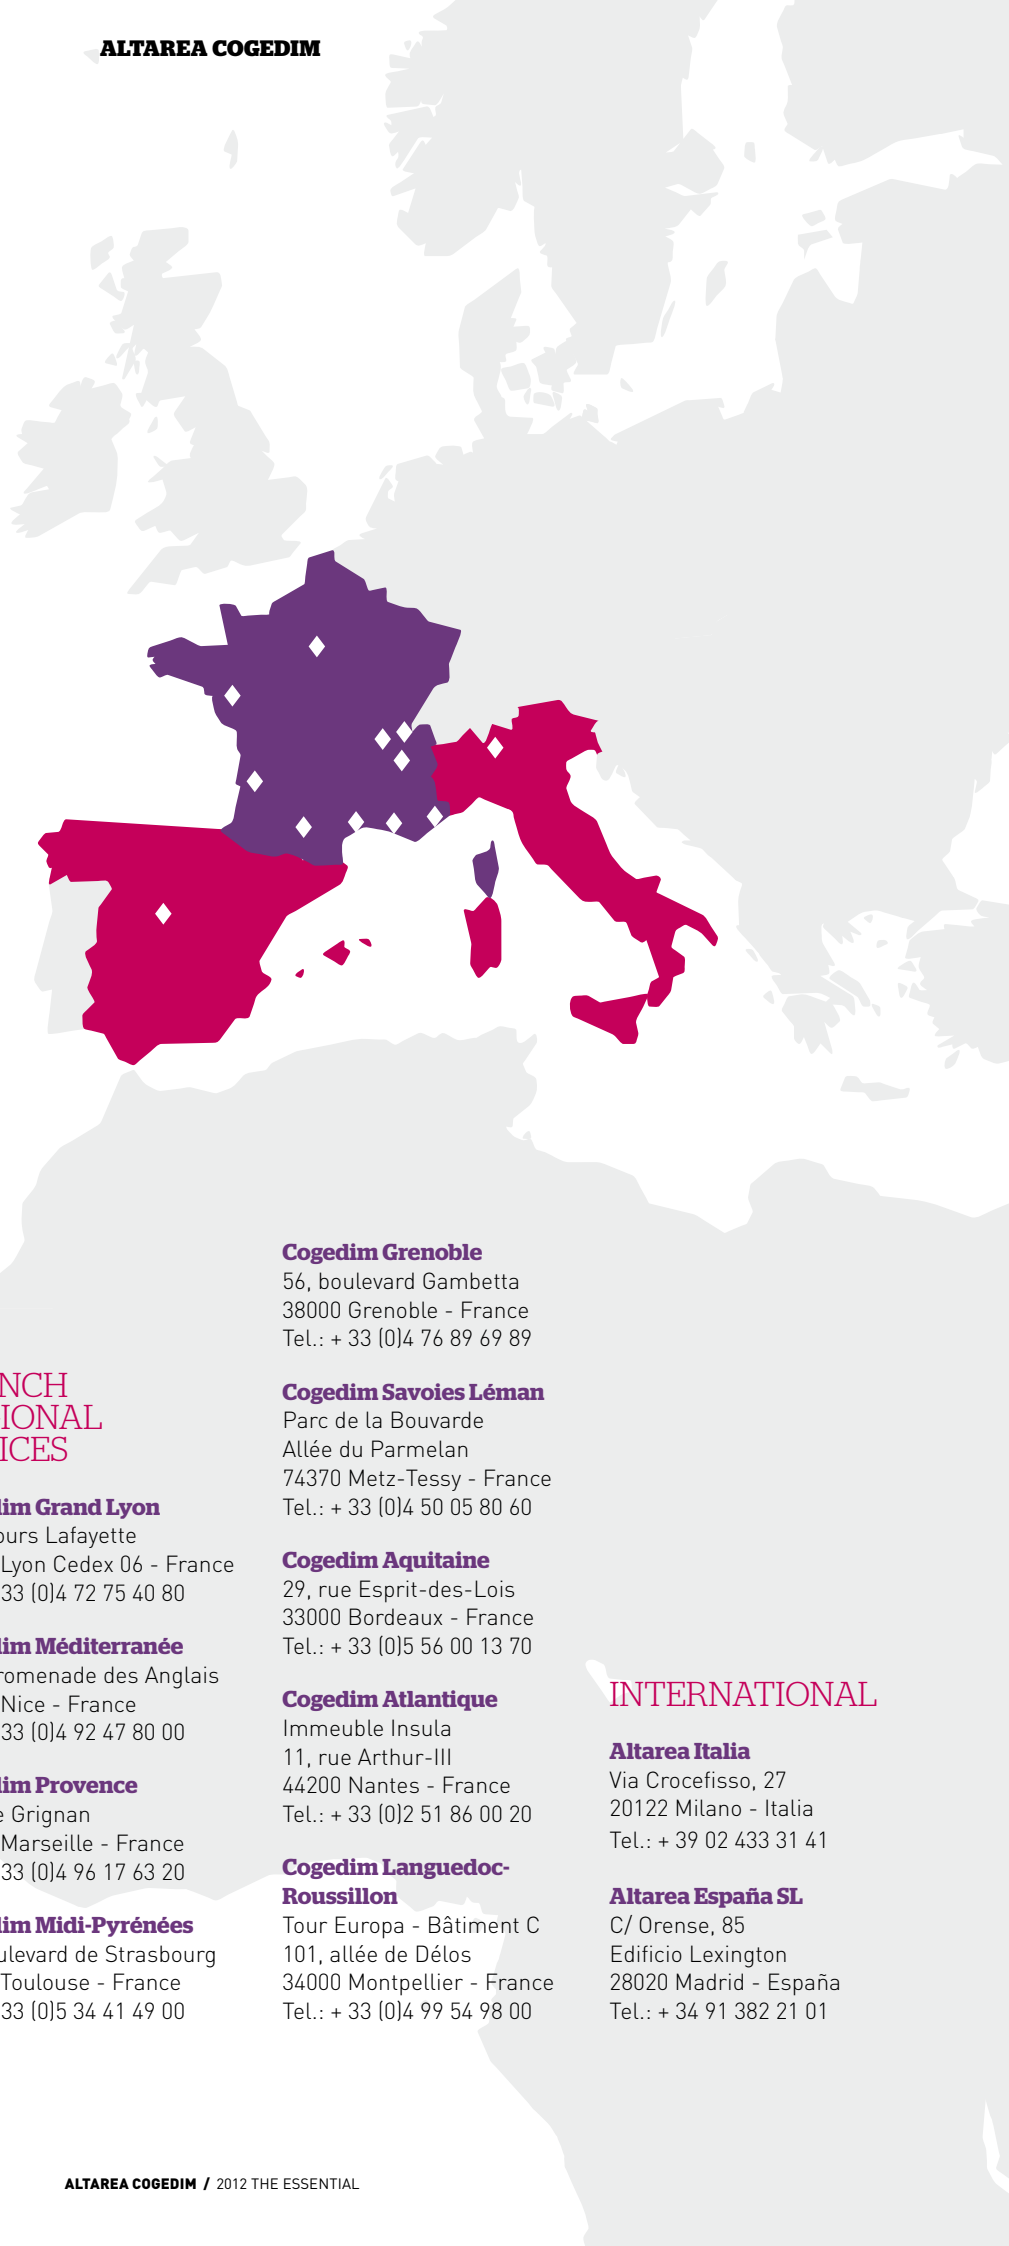 ALTAREA COGEDIM
NCH
IONAL
ICES
Grand Lyon
ours Lafayette
Lyon Cedex 06 - France
33 (0)4 72 75 40 80
Méditerranée
romenade des Anglais
Nice - France
33 (0)4 92 47 80 00
Provence
e Grignan
Marseille - France
33 (0)4 96 17 63 20
Midi-Pyrénées
ulevard de Strasbourg
Toulouse - France
33 (0)5 34 41 49 00
Cogedim Grenoble
56, boulevard Gambetta
38000 Grenoble - France
Tel.: + 33 (0)4 76 89 69 89
Cogedim Savoies Léman
Parc de la Bouvarde
Allée du Parmelan
74370 Metz-Tessy - France
Tel.: + 33 (0)4 50 05 80 60
Cogedim Aquitaine
29, rue Esprit-des-Lois
33000 Bordeaux - France
Tel.: + 33 (0)5 56 00 13 70
Cogedim Atlantique
Immeuble Insula
11, rue Arthur-III
44200 Nantes - France
Tel.: + 33 (0)2 51 86 00 20
Cogedim Languedoc-
Roussillon
Tour Europa - Bâtiment C
101, allée de Délos
34000 Montpellier - France
Tel.: + 33 (0)4 99 54 98 00
INTERNATIONAL
Altarea Italia
Via Crocefisso, 27
20122 Milano - Italia
Tel.: + 39 02 433 31 41
Altarea España SL
C/ Orense, 85
Edificio Lexington
28020 Madrid - España
Tel.: + 34 91 382 21 01
ALTAREA COGEDIM / 2012 THE ESSENTIAL